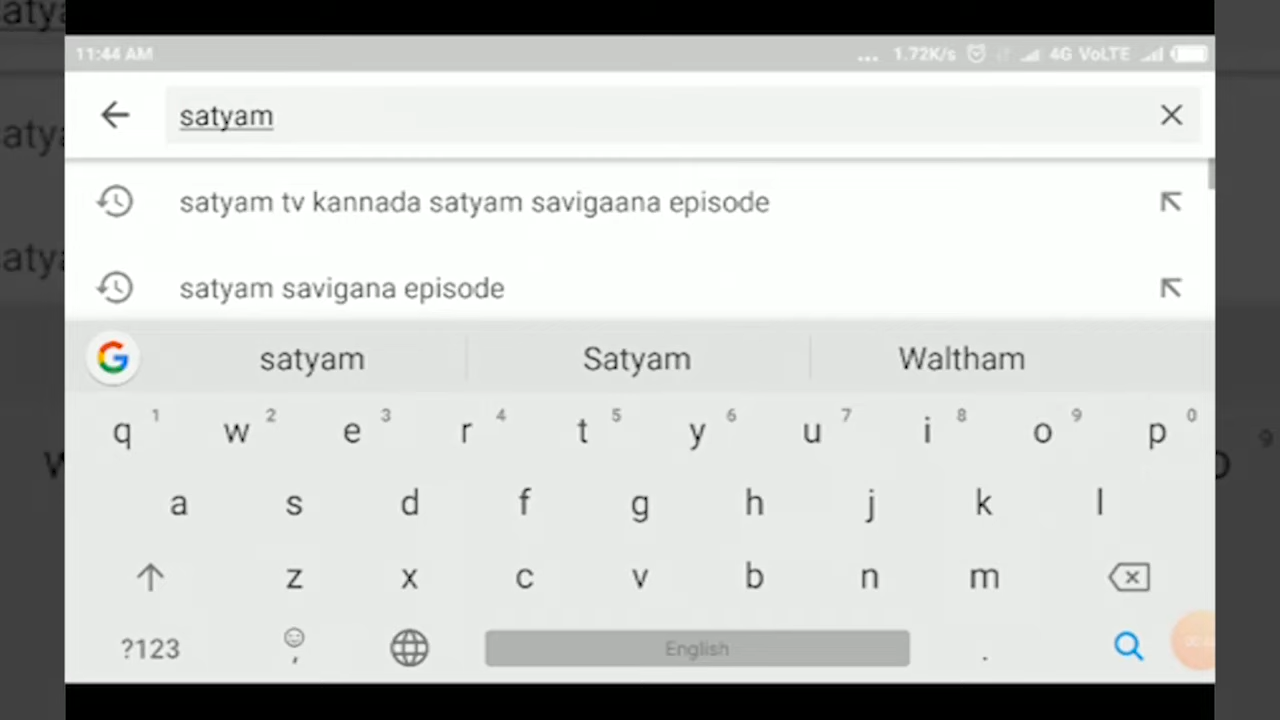 11:44 AM ... 1.72K/s 4G VoLTE
satyam
satyam tv kannada satyam savigaana episode
satyam savigana episode
G satyam Satyam Waltham
q 1 w 2 e 3 r 4 t 5 y 6 u 7 i 8 o 9 p 0
a s d f g h j k l
z x c v b n m
?123 , English .